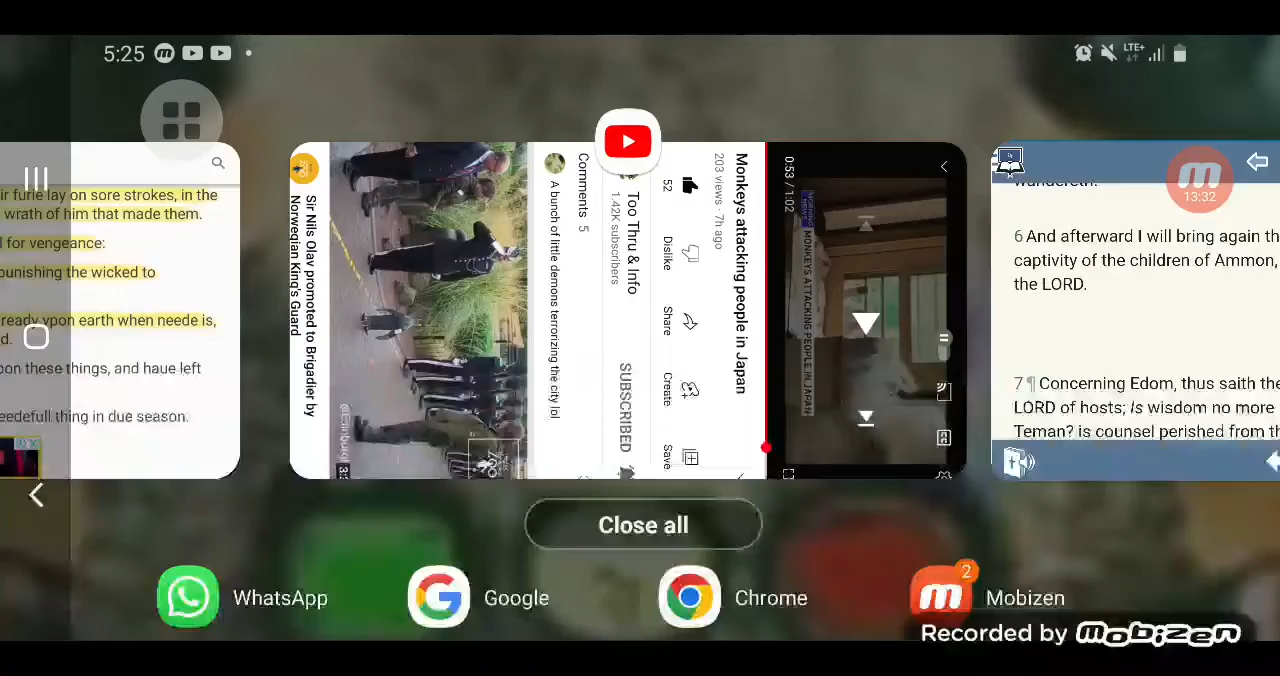 5:25
LTE+
ir furie lay on sore strokes, in the
wrath of him that made them.
l for vengeance:
punishing the wicked to
ready vpon earth when neede is,
d.
pon these things, and haue left
eedefull thing in due season.
0:53 / 1:02
MONKEYS ATTACKING PEOPLE IN JAPAN
Monkeys attacking people in Japan
203 views · 7h ago
52
Dislike
Share
Create
Save
Too Thru & Info
1.42K subscribers
SUBSCRIBED
Comments 5
A bunch of little demons terrorizing the city lol
Sir Nils Olav promoted to Brigadier by
Norwegian King's Guard
13:32
wandereth.
6 And afterward I will bring again th
captivity of the children of Ammon,
the LORD.
7 ¶ Concerning Edom, thus saith the
LORD of hosts; Is wisdom no more
Teman? is counsel perished from th
Close all
WhatsApp
Google
Chrome
2
Mobizen
Recorded by mobizen